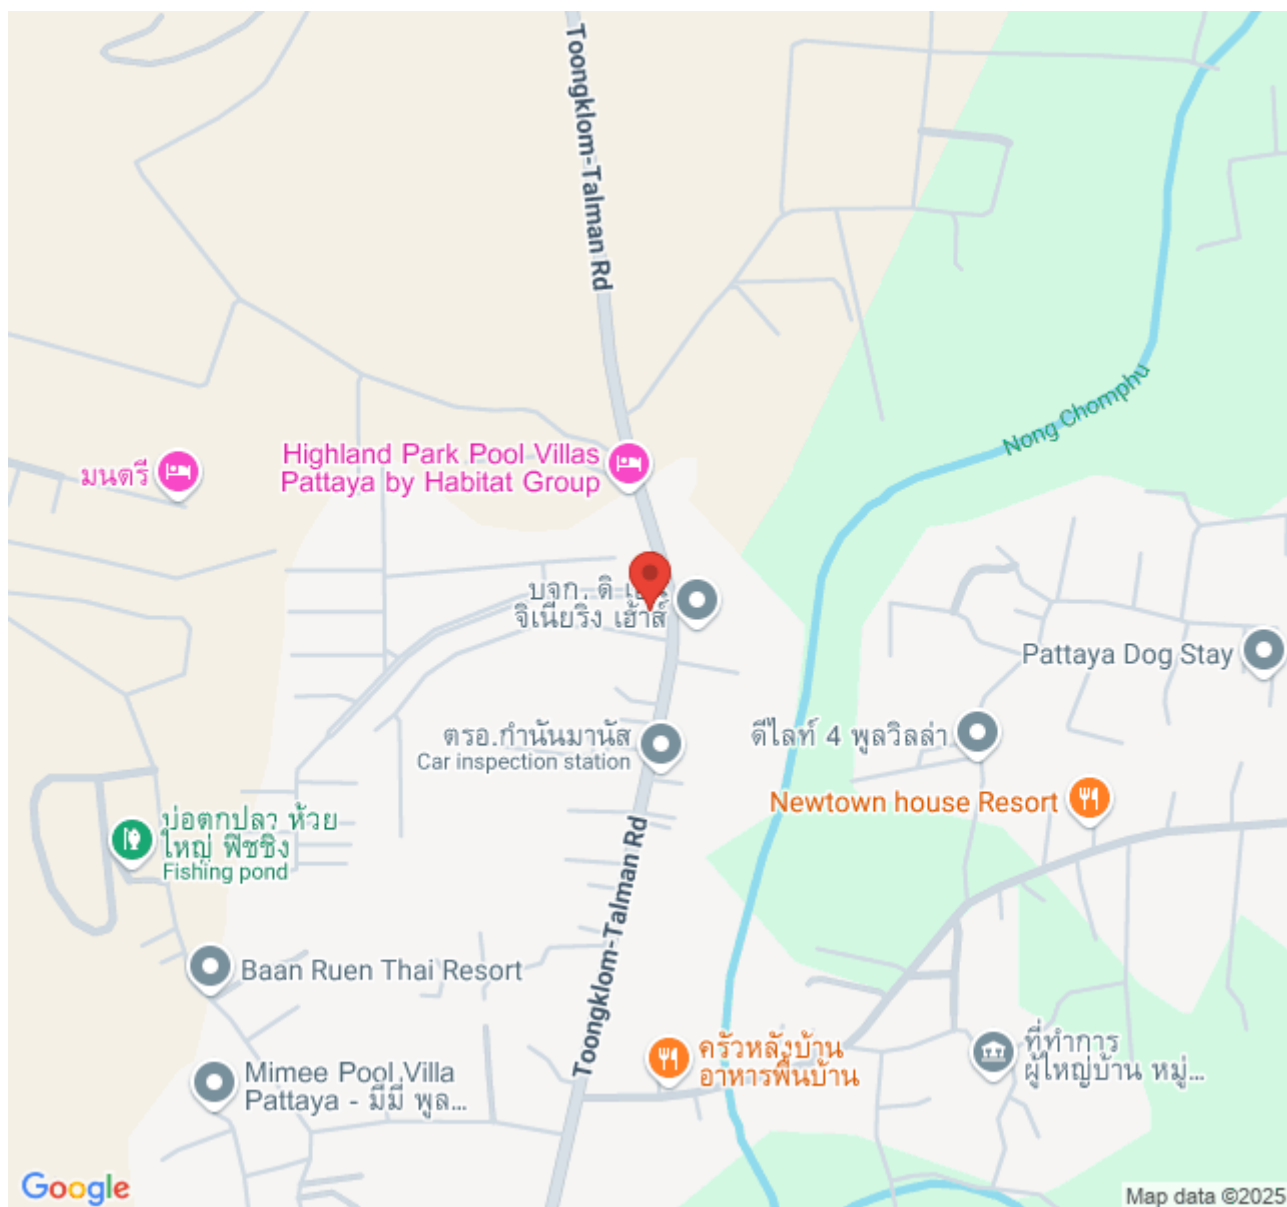 Toongklom-Talman Rd
Nong Chomphu
Highland Park Pool Villas
Pattaya by Habitat Group
มนตรี
บจก. ดิ
จิเนียริง เฮ้าส์
Pattaya Dog Stay
ตรอ.กำนันมานัส
Car inspection station
ดีไลท์ 4 พูลวิลล่า
Newtown house Resort
บ่อตกปลา ห้วย
ใหญ่ ฟิชชิ่ง
Fishing pond
Toongklom-Talman Rd
Baan Ruen Thai Resort
ครัวหลังบ้าน
อาหารพื้นบ้าน
ที่ทำการ
ผู้ใหญ่บ้าน หมู่...
Mimee Pool Villa
Pattaya - มีมี่ พูล...
Google
Map data ©2025